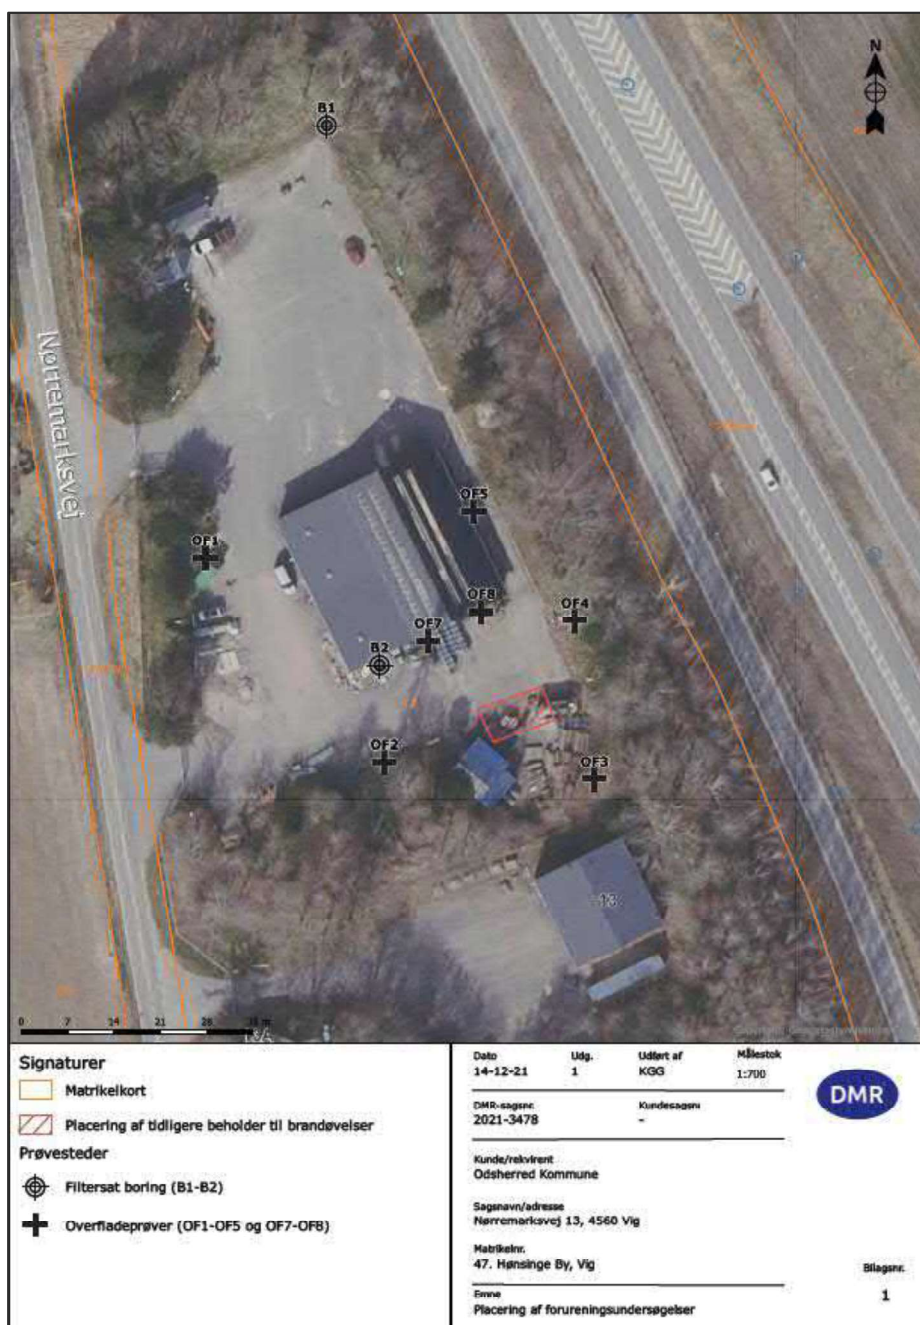 N
B1
Nørremarksvej
OF5
OF1
OF8
OF4
OF7
B2
OF2
OF3
13
0 7 14 21 28 35 m
Signaturer
Matrikelkort
Placering af tidligere beholder til brandøvelser
Prøvesteder
Filtersat boring (B1-B2)
Overfladeprøver (OF1-OF5 og OF7-OF8)
Dato Udg. Udført af Målestok
14-12-21 1 KGG 1:700
DMR
DMR-sagsnr. Kundesagsnr
2021-3478 -
Kunde/rekvirent
Odsherred Kommune
Sagsnavn/adresse
Nørremarksvej 13, 4560 Vig
Matrikelnr.
47. Hønsinge By, Vig
Bilagsnr.
1
Emne
Placering af forureningsundersøgelser